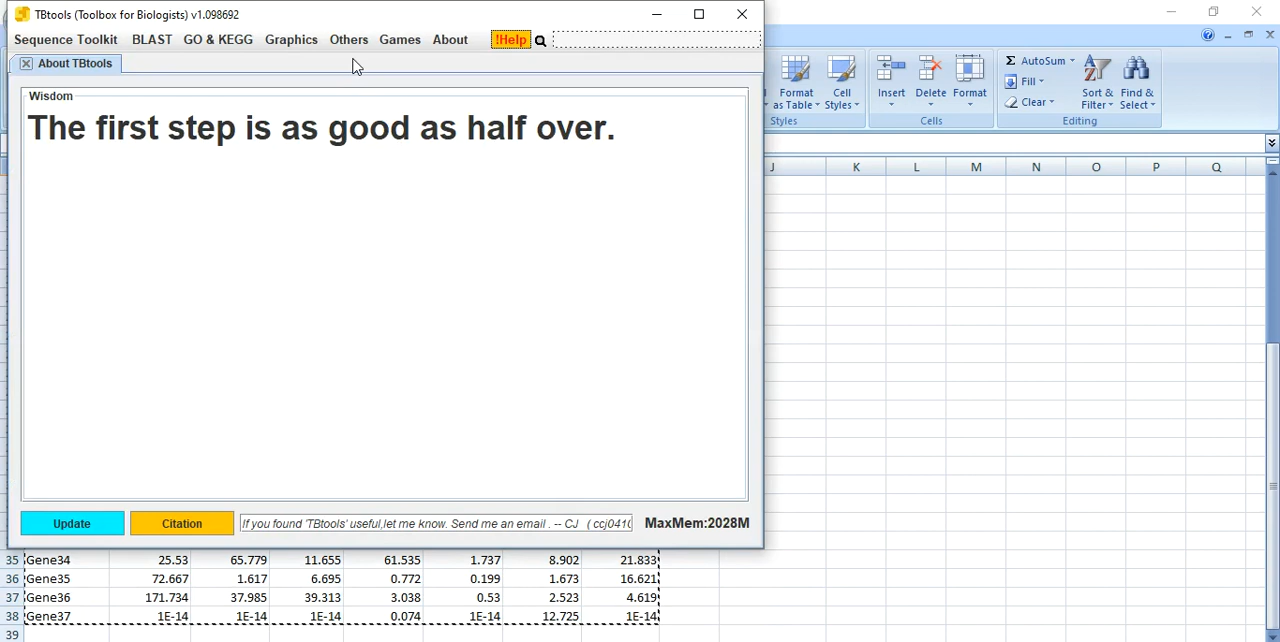 TBtools (Toolbox for Biologists) v1.098692
Sequence Toolkit BLAST GO & KEGG Graphics Others Games About !Help
About TBtools
Wisdom
The first step is as good as half over.
Update Citation If you found 'TBtools' useful,let me know. Send me an email . -- CJ ( ccj041 MaxMem:2028M
Format as Table
Cell Styles
Styles
Insert Delete Format
Cells
Σ AutoSum
Fill
Clear
Sort & Filter
Find & Select
Editing
J K L M N O P Q
35 Gene34 25.53 65.779 11.655 61.535 1.737 8.902 21.833
36 Gene35 72.667 1.617 6.695 0.772 0.199 1.673 16.621
37 Gene36 171.734 37.985 39.313 3.038 0.53 2.523 4.619
38 Gene37 1E-14 1E-14 1E-14 0.074 1E-14 12.725 1E-14
39